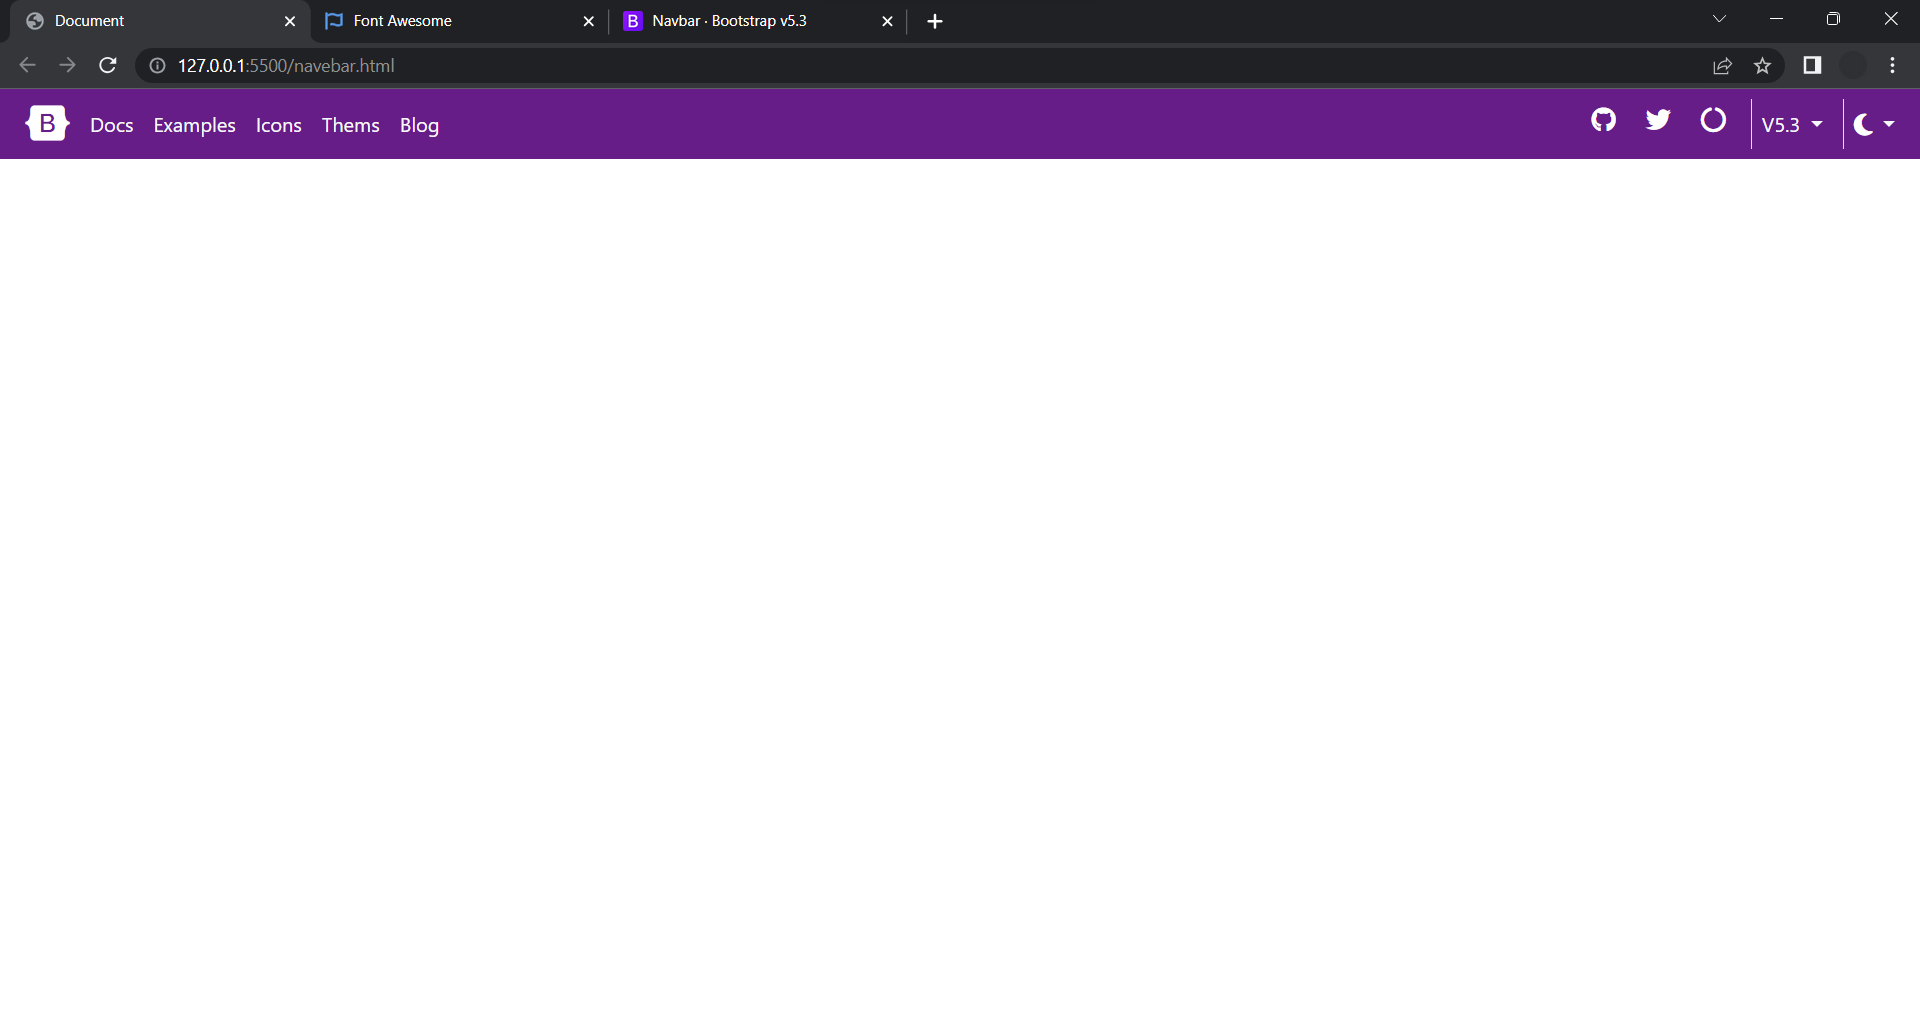 Document
Font Awesome
B Navbar · Bootstrap v5.3
127.0.0.1:5500/navebar.html
B Docs Examples Icons Thems Blog V5.3